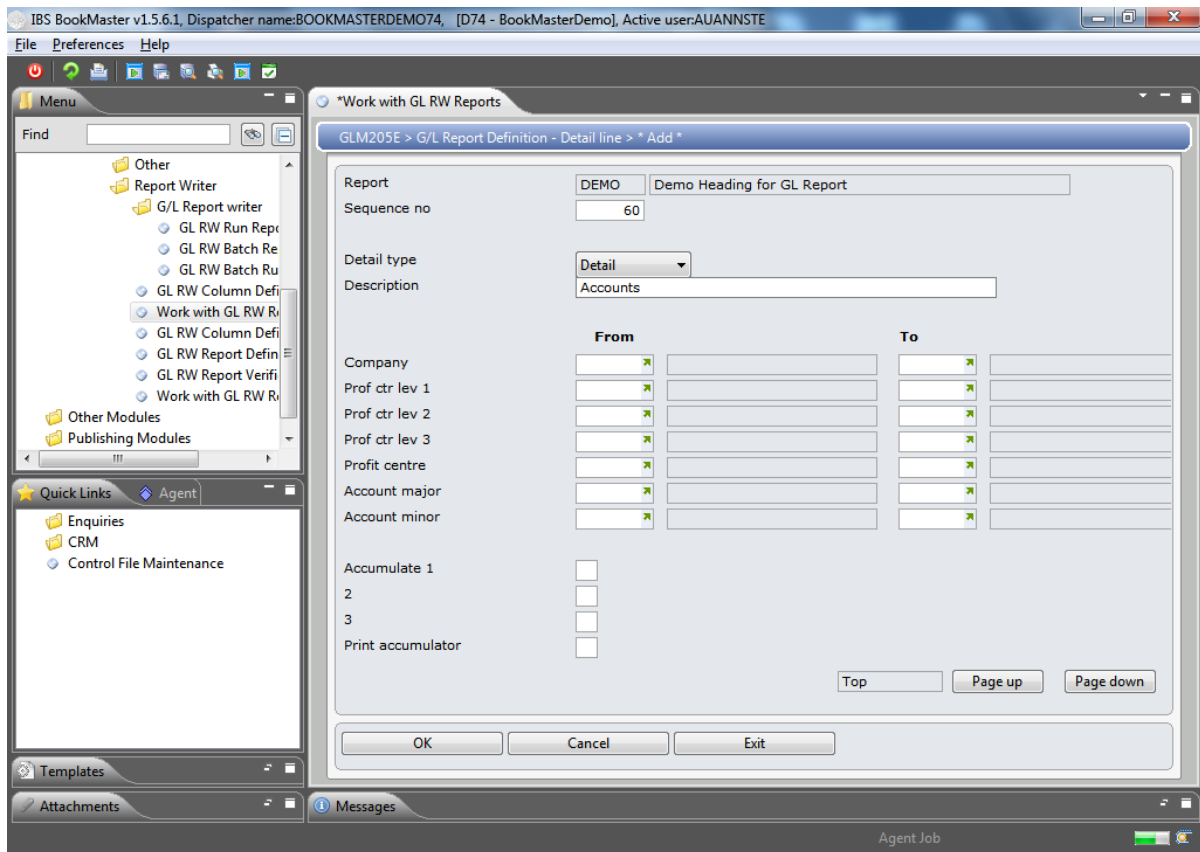 IBS BookMaster v1.5.6.1, Dispatcher name:BOOKMASTERDEMO74, [D74 - BookMasterDemo], Active user:AUANNSTE
File Preferences Help
Menu
Find
Other
Report Writer
G/L Report writer
GL RW Run Repo
GL RW Batch Re
GL RW Batch Ru
GL RW Column Defi
Work with GL RW R
GL RW Column Defi
GL RW Report Defin
GL RW Report Verifi
Work with GL RW R
Other Modules
Publishing Modules
Quick Links Agent
Enquiries
CRM
Control File Maintenance
Templates
Attachments
*Work with GL RW Reports
GLM205E > G/L Report Definition - Detail line > * Add *
Report DEMO Demo Heading for GL Report
Sequence no 60
Detail type Detail
Description Accounts
From To
Company
Prof ctr lev 1
Prof ctr lev 2
Prof ctr lev 3
Profit centre
Account major
Account minor
Accumulate 1
2
3
Print accumulator
Top Page up Page down
OK Cancel Exit
Messages
Agent Job